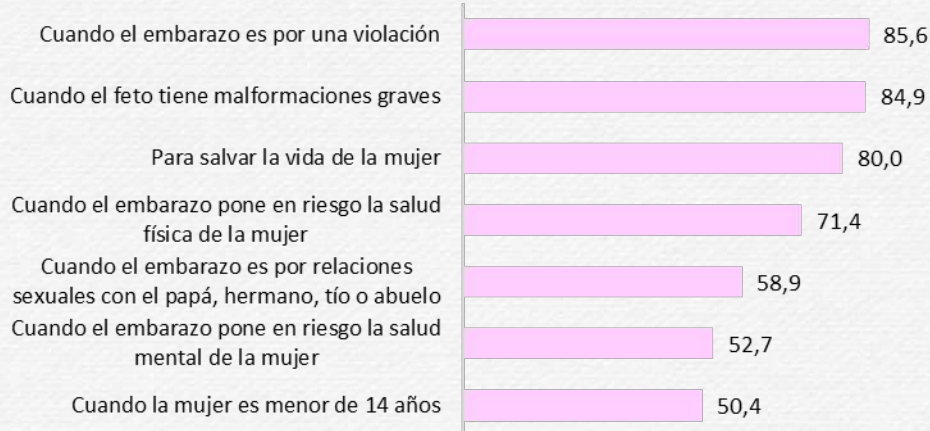 Cuando el embarazo es por una violación
85,6
Cuando el feto tiene malformaciones graves
84,9
Para salvar la vida de la mujer
80,0
Cuando el embarazo pone en riesgo la salud
física de la mujer
71,4
Cuando el embarazo es por relaciones
sexuales con el papá, hermano, tío o abuelo
58,9
Cuando el embarazo pone en riesgo la salud
mental de la mujer
52,7
Cuando la mujer es menor de 14 años
50,4